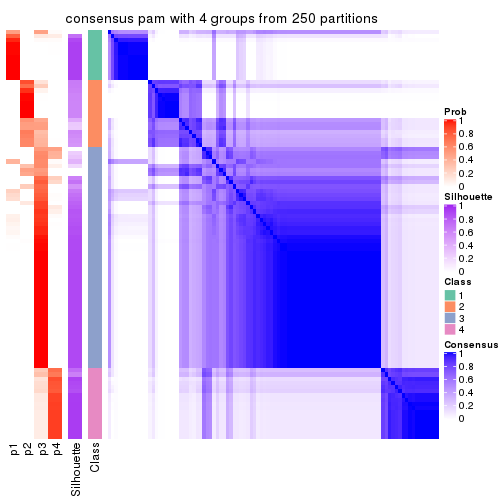 consensus pam with 4 groups from 250 partitions
Prob
1
0.8
0.6
0.4
0.2
0
Silhouette
1
0.8
0.6
0.4
0.2
0
Class
1
2
3
4
Consensus
1
0.8
0.6
0.4
0.2
0
p1
p2
p3
p4
Silhouette
Class